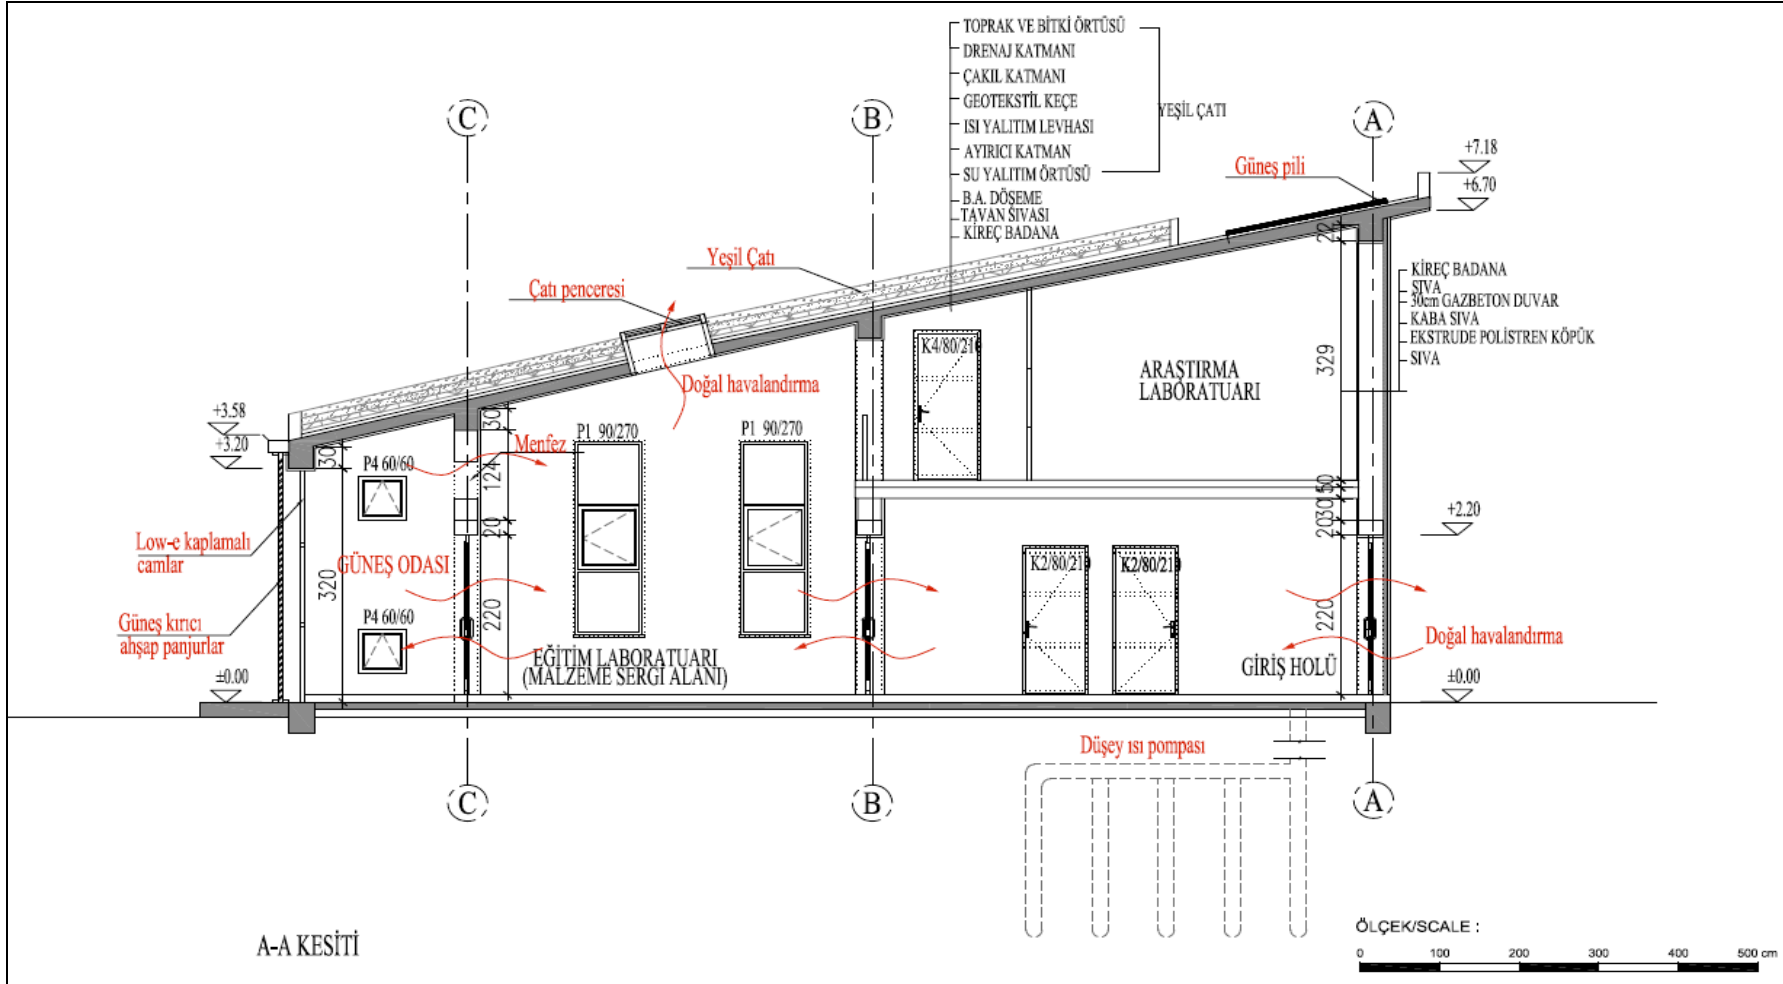 TOPRAK VE BİTKİ ÖRTÜSÜ
DRENAJ KATMANI
ÇAKIL KATMANI
GEOTEKSTİL KEÇE
ISI YALITIM LEVHASI
AYIRICI KATMAN
SU YALITIM ÖRTÜSÜ
B.A. DÖŞEME
TAVAN SIVASI
KİREÇ BADANA
YEŞİL ÇATI
C
B
A
Güneş pili
+7.18
+6.70
Yeşil Çatı
Çatı penceresi
Doğal havalandırma
22
KİREÇ BADANA
SIVA
30cm GAZBETON DUVAR
KABA SIVA
EKSTRUDE POLİSTREN KÖPÜK
SIVA
K4/80/210
ARAŞTIRMA
LABORATUARI
329
+3.58
+3.20
30
30
Menfez
P1 90/270
P1 90/270
P4 60/60
124
20
50
30
20
+2.20
Low-e kaplamalı
camlar
GÜNEŞ ODASI
320
220
K2/80/210
K2/80/210
220
Güneş kırıcı
ahşap panjurlar
P4 60/60
Doğal havalandırma
EĞİTİM LABORATUARI
(MALZEME SERGİ ALANI)
GİRİŞ HOLÜ
±0.00
±0.00
Düşey ısı pompası
C
B
A
A-A KESİTİ
ÖLÇEK/SCALE :
0 100 200 300 400 500 cm